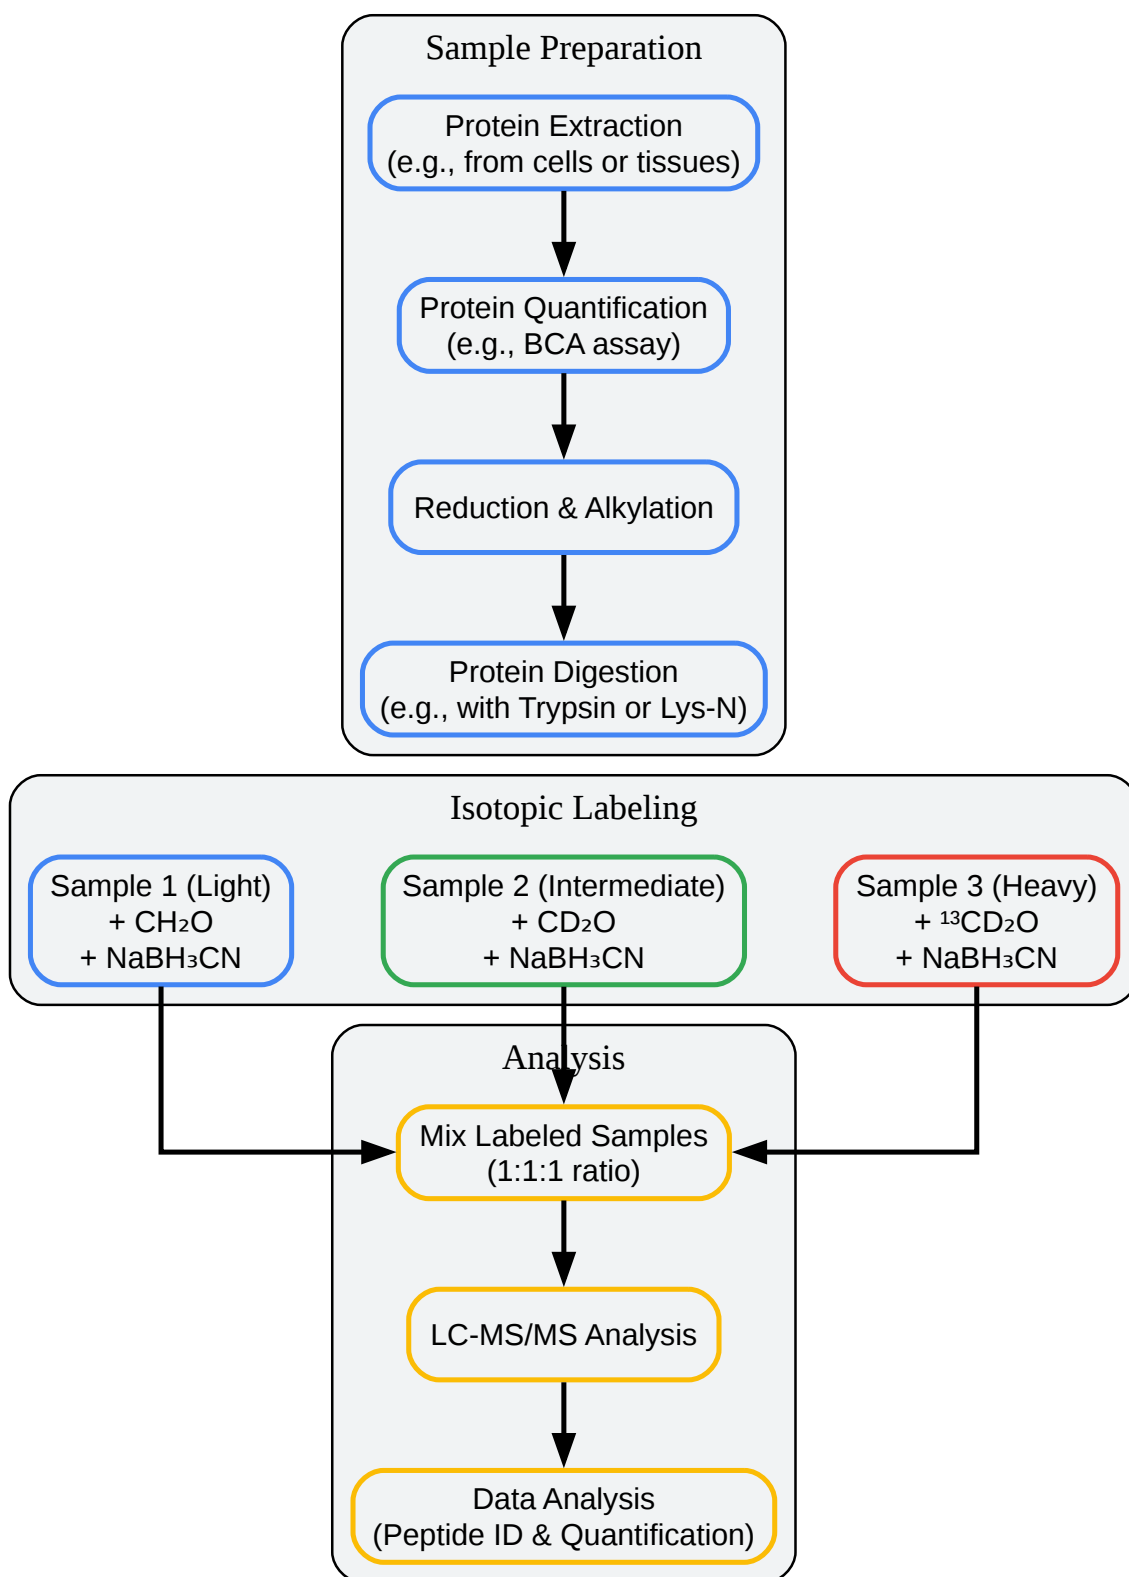 Sample Preparation
Protein Extraction
(e.g., from cells or tissues)
Protein Quantification
(e.g., BCA assay)
Reduction & Alkylation
Protein Digestion
(e.g., with Trypsin or Lys-N)
Isotopic Labeling
Sample 1 (Light)
+ CH₂O
+ NaBH₃CN
Sample 2 (Intermediate)
+ CD₂O
+ NaBH₃CN
Sample 3 (Heavy)
+ ¹³CD₂O
+ NaBH₃CN
Analysis
Mix Labeled Samples
(1:1:1 ratio)
LC-MS/MS Analysis
Data Analysis
(Peptide ID & Quantification)